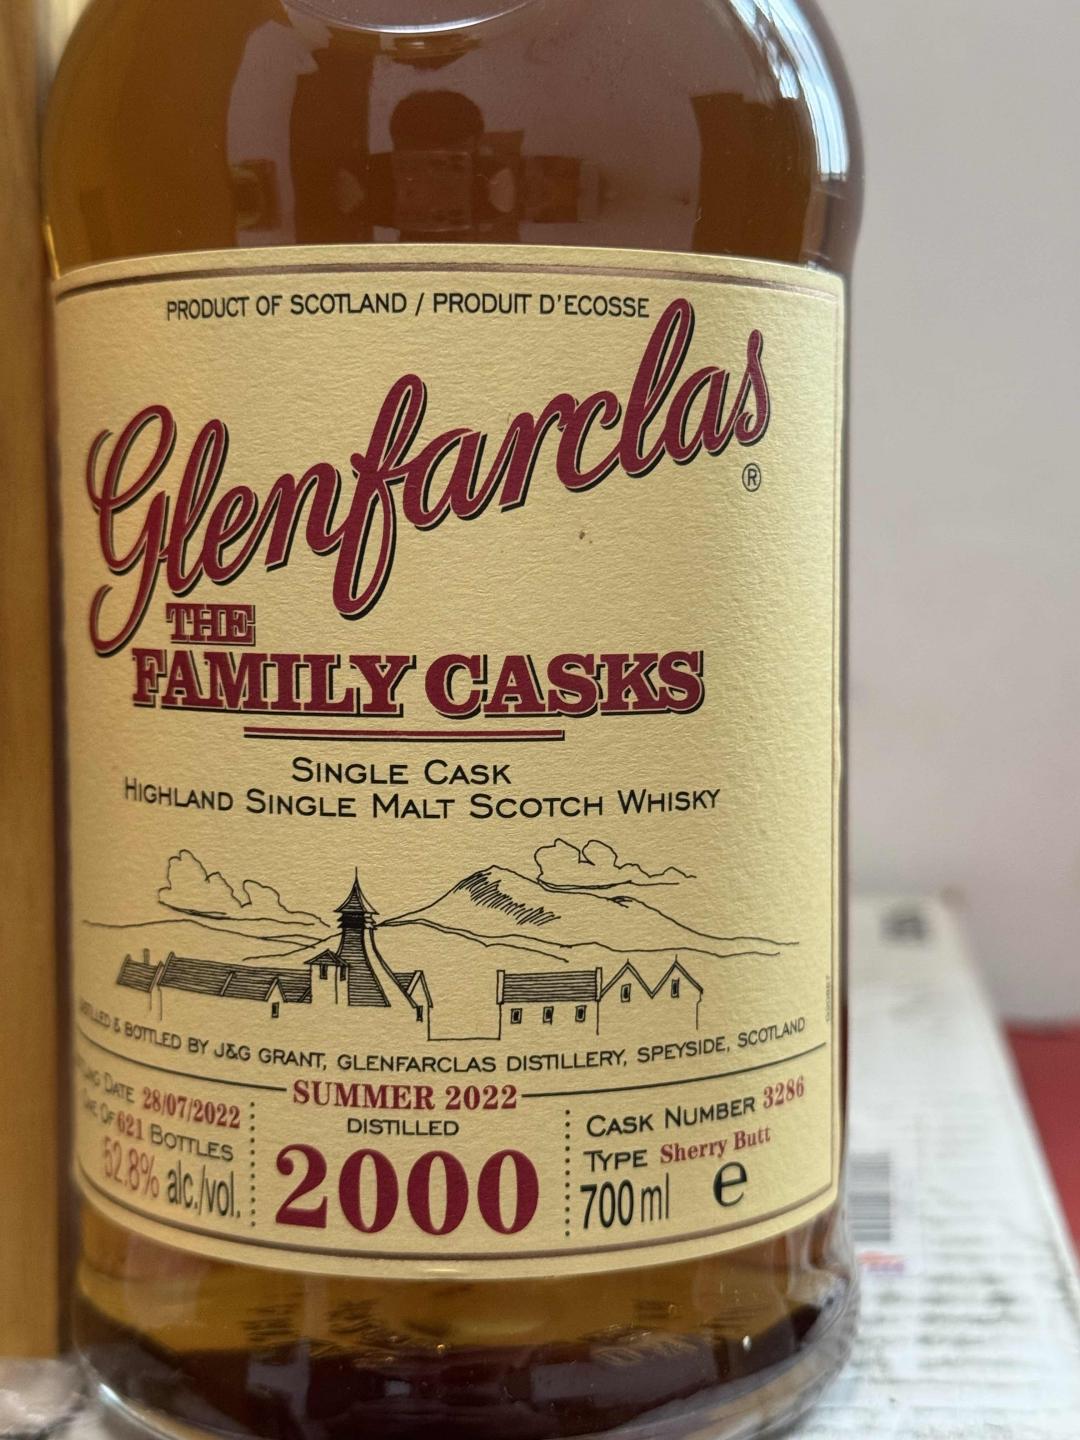 PRODUCT OF SCOTLAND / PRODUIT D'ECOSSE
Glenfarclas
®
THE
FAMILY CASKS
SINGLE CASK
HIGHLAND SINGLE MALT SCOTCH WHISKY
& BOTTLED BY J&G GRANT, GLENFARCLAS DISTILLERY, SPEYSIDE, SCOTLAND
DATE 28/07/2022
OF 621 BOTTLES
52.8% alc./vol.
SUMMER 2022
DISTILLED
2000
CASK NUMBER 3286
TYPE Sherry Butt
700ml e